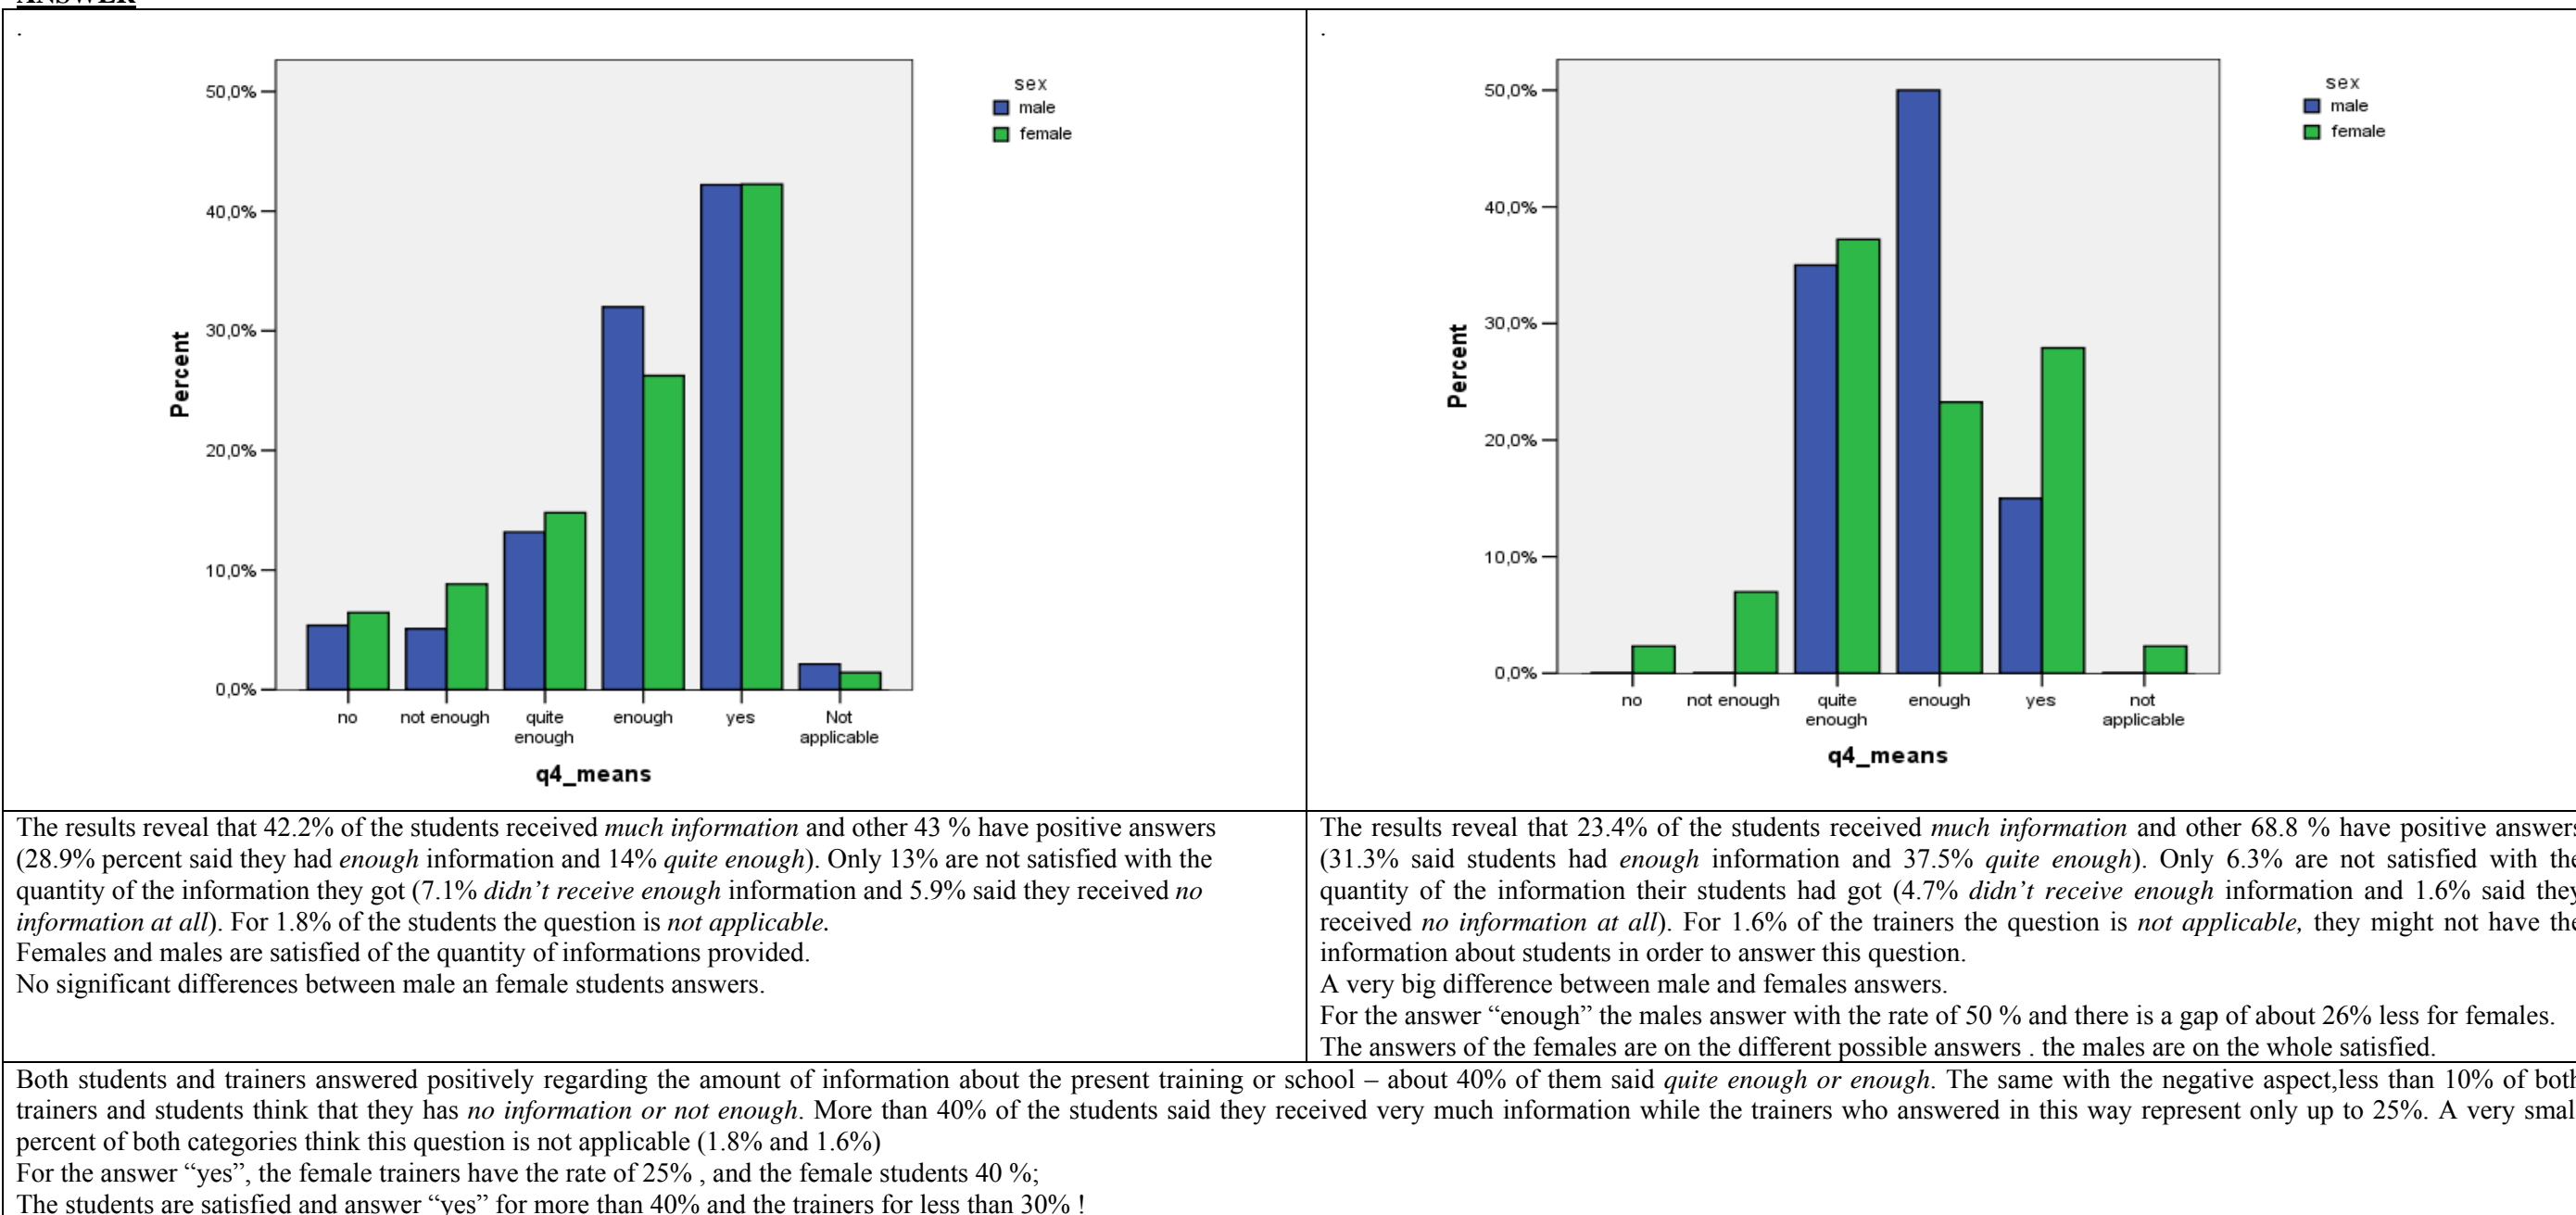 ANSWER
.
50,0%
40,0%
30,0%
20,0%
10,0%
0,0%
Percent
no
not enough
quite
enough
enough
yes
Not
applicable
q4_means
sex
male
female
.
50,0%
40,0%
30,0%
20,0%
10,0%
0,0%
Percent
no
not enough
quite
enough
enough
yes
not
applicable
q4_means
sex
male
female
The results reveal that 42.2% of the students received much information and other 43 % have positive answers
(28.9% percent said they had enough information and 14% quite enough). Only 13% are not satisfied with the
quantity of the information they got (7.1% didn’t receive enough information and 5.9% said they received no
information at all). For 1.8% of the students the question is not applicable.
Females and males are satisfied of the quantity of informations provided.
No significant differences between male an female students answers.
The results reveal that 23.4% of the students received much information and other 68.8 % have positive answers
(31.3% said students had enough information and 37.5% quite enough). Only 6.3% are not satisfied with the
quantity of the information their students had got (4.7% didn’t receive enough information and 1.6% said they
received no information at all). For 1.6% of the trainers the question is not applicable, they might not have the
information about students in order to answer this question.
A very big difference between male and females answers.
For the answer “enough” the males answer with the rate of 50 % and there is a gap of about 26% less for females.
The answers of the females are on the different possible answers . the males are on the whole satisfied.
Both students and trainers answered positively regarding the amount of information about the present training or school – about 40% of them said quite enough or enough. The same with the negative aspect,less than 10% of both
trainers and students think that they has no information or not enough. More than 40% of the students said they received very much information while the trainers who answered in this way represent only up to 25%. A very smal
percent of both categories think this question is not applicable (1.8% and 1.6%)
For the answer “yes”, the female trainers have the rate of 25% , and the female students 40 %;
The students are satisfied and answer “yes” for more than 40% and the trainers for less than 30% !